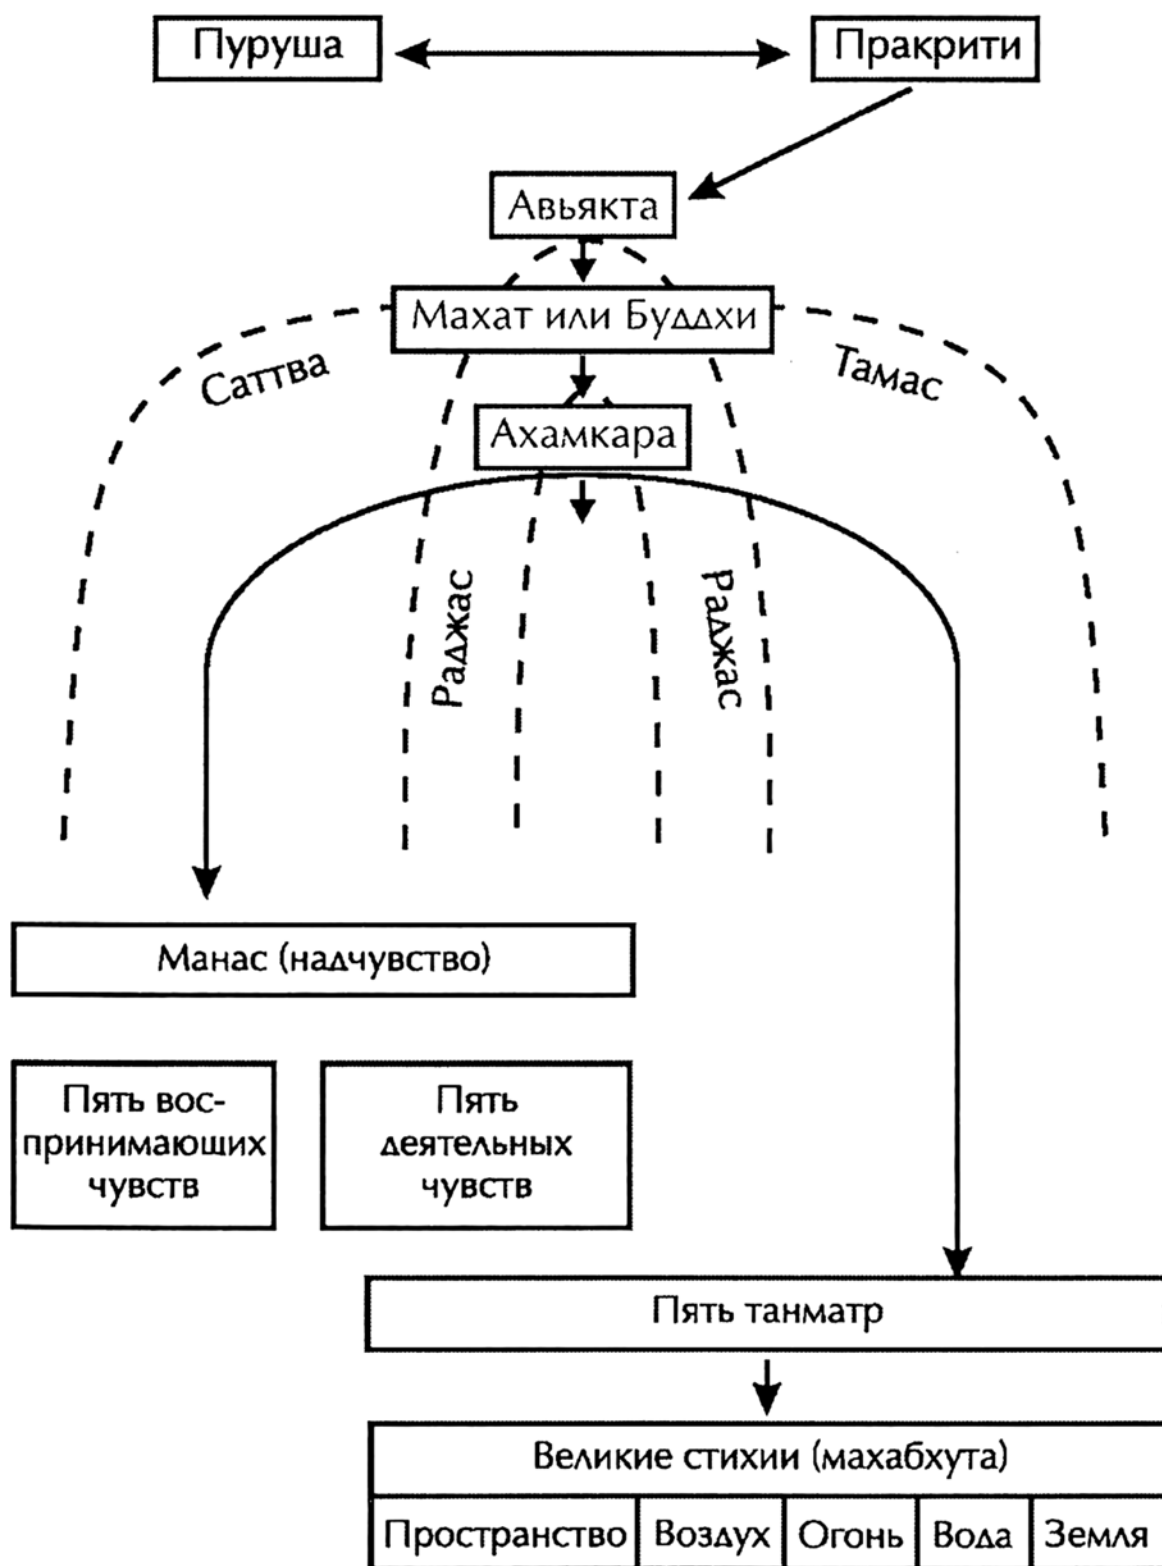 Пуруша
Пракрити
Авьякта
Махат или Буддхи
Саттва
Тамас
Ахамкара
Раджас
Раджас
Манас (надчувство)
Пять вос-
принимающих
чувств
Пять
деятельных
чувств
Пять танматр
Великие стихии (махабхута)
Пространство
Воздух
Огонь
Вода
Земля